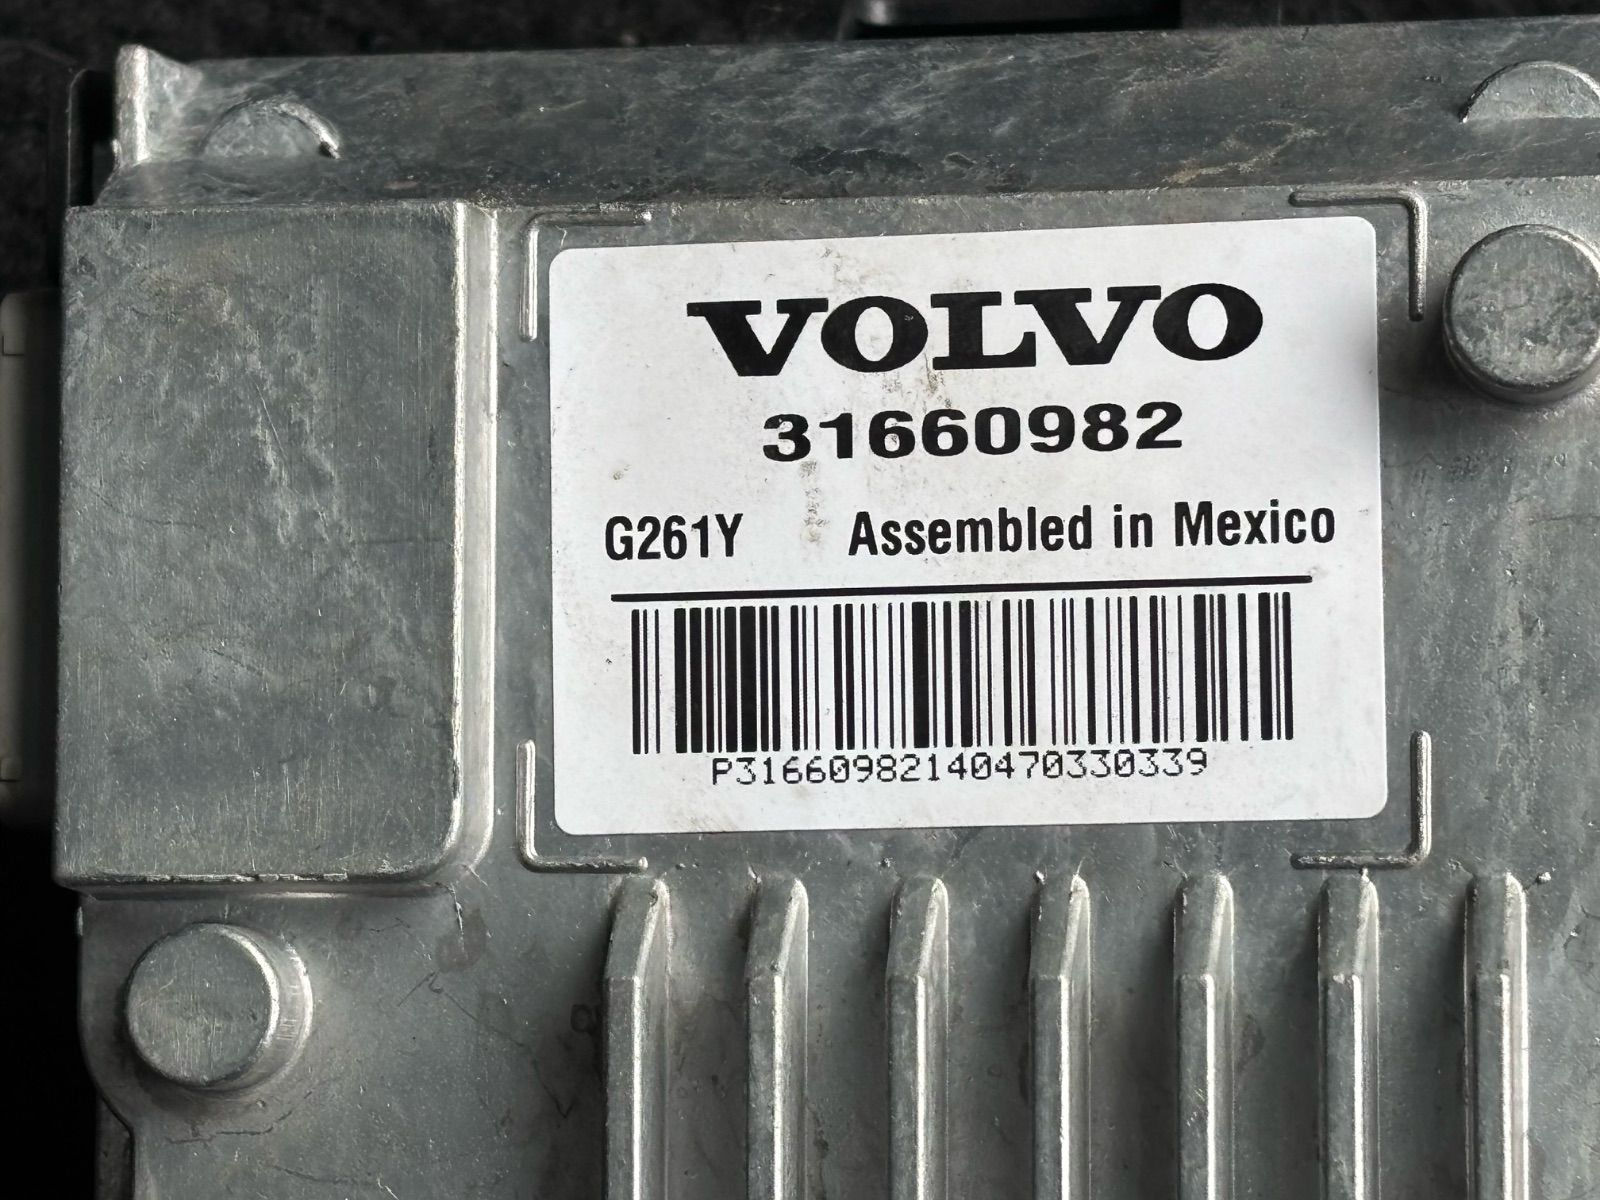 VOLVO
31660982
G261Y Assembled in Mexico
P31660982140470330339